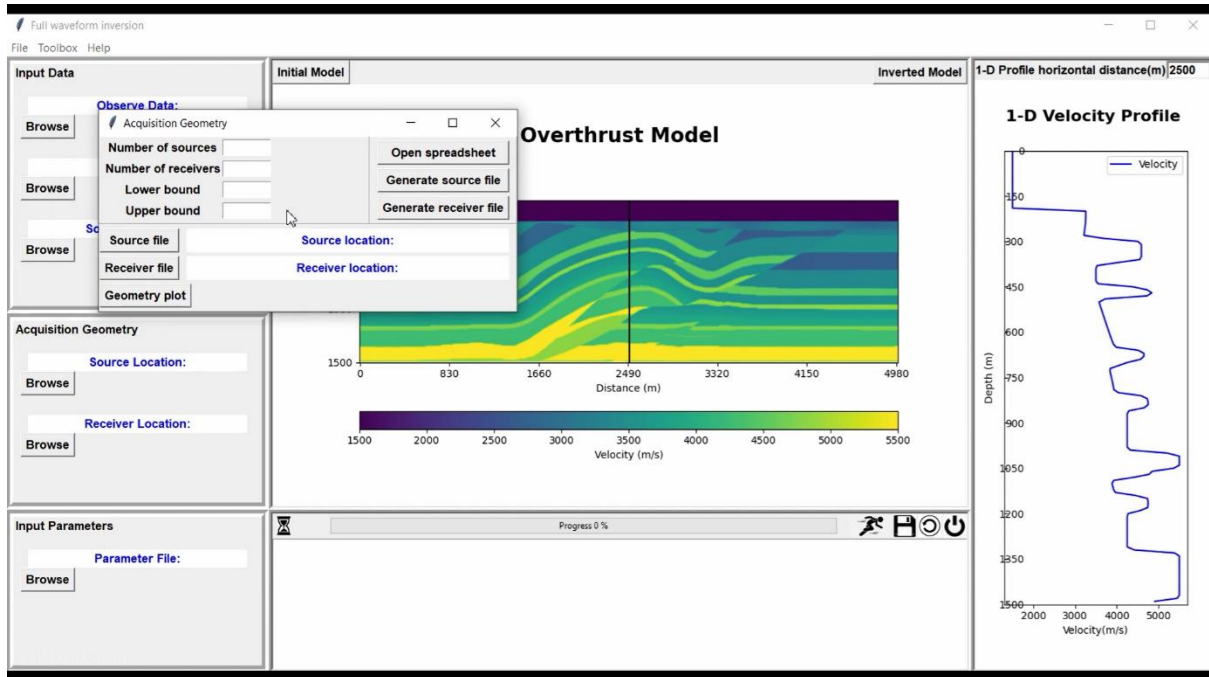 Full waveform inversion
File Toolbox Help
Input Data
Observe Data:
Browse
Browse
Browse
Acquisition Geometry
Number of sources
Number of receivers
Lower bound
Upper bound
Open spreadsheet
Generate source file
Generate receiver file
Source file
Source location:
Receiver file
Receiver location:
Geometry plot
Acquisition Geometry
Source Location:
Browse
Receiver Location:
Browse
Input Parameters
Parameter File:
Browse
Initial Model
Inverted Model
Overthrust Model
1500
0 830 1660 2490 3320 4150 4980
Distance (m)
1500 2000 2500 3000 3500 4000 4500 5000 5500
Velocity (m/s)
Progress 0 %
1-D Profile horizontal distance(m) 2500
1-D Velocity Profile
Velocity
0
150
300
450
600
750
900
1050
1200
1350
1500
Depth (m)
2000 3000 4000 5000
Velocity(m/s)